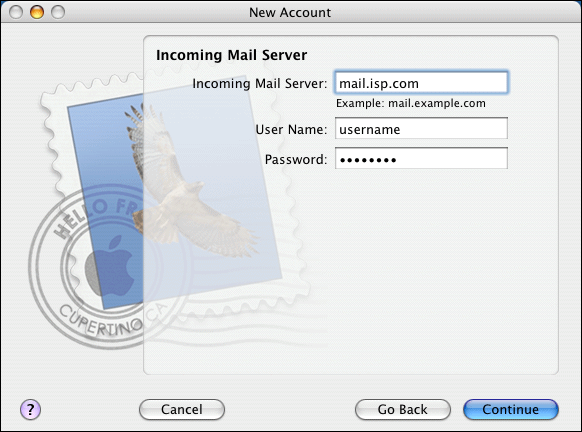 New Account
Incoming Mail Server
Incoming Mail Server: mail.isp.com
Example: mail.example.com
User Name: username
Password: ••••••••
HELLO FR
CUPERTINO CA
? Cancel Go Back Continue